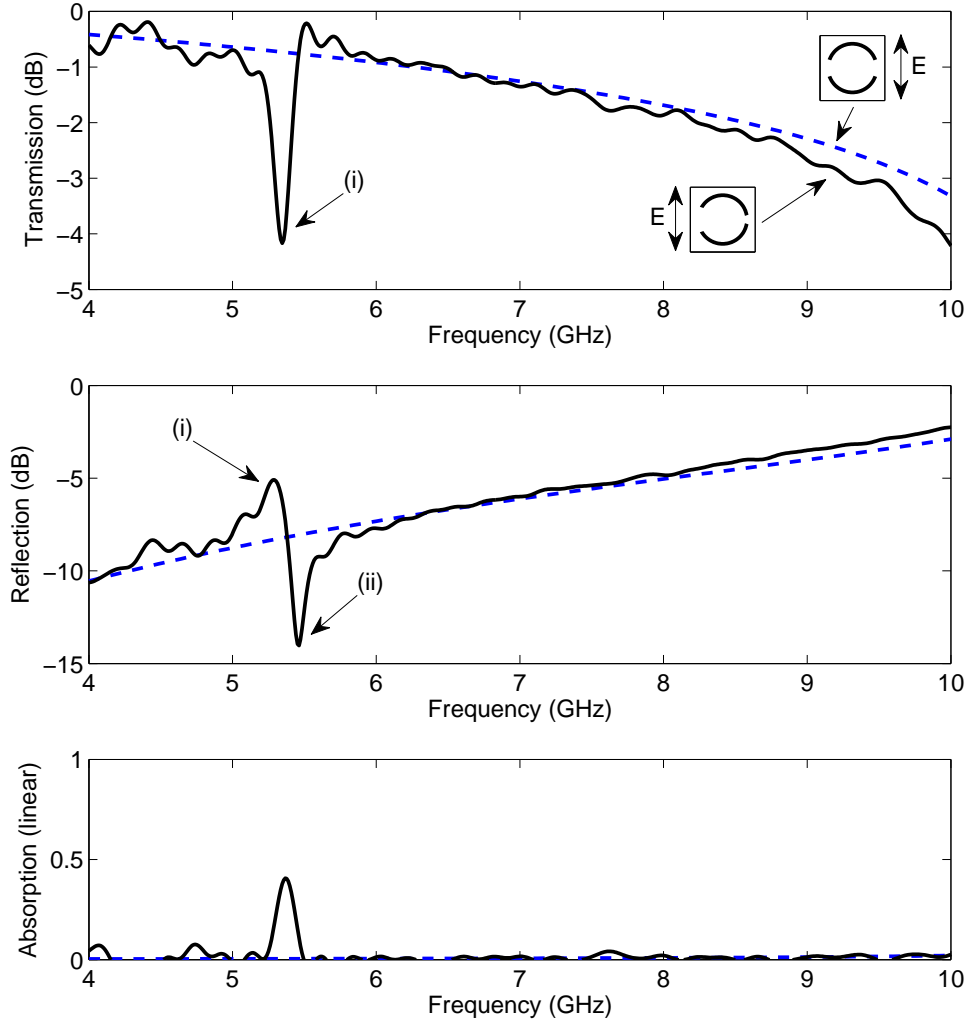 0
−1
−2
−3
−4
−5
Transmission (dB)
(i)
E
E
4 5 6 7 8 9 10
Frequency (GHz)
0
−5
−10
−15
Reflection (dB)
(i)
(ii)
4 5 6 7 8 9 10
Frequency (GHz)
1
0.5
0
Absorption (linear)
4 5 6 7 8 9 10
Frequency (GHz)